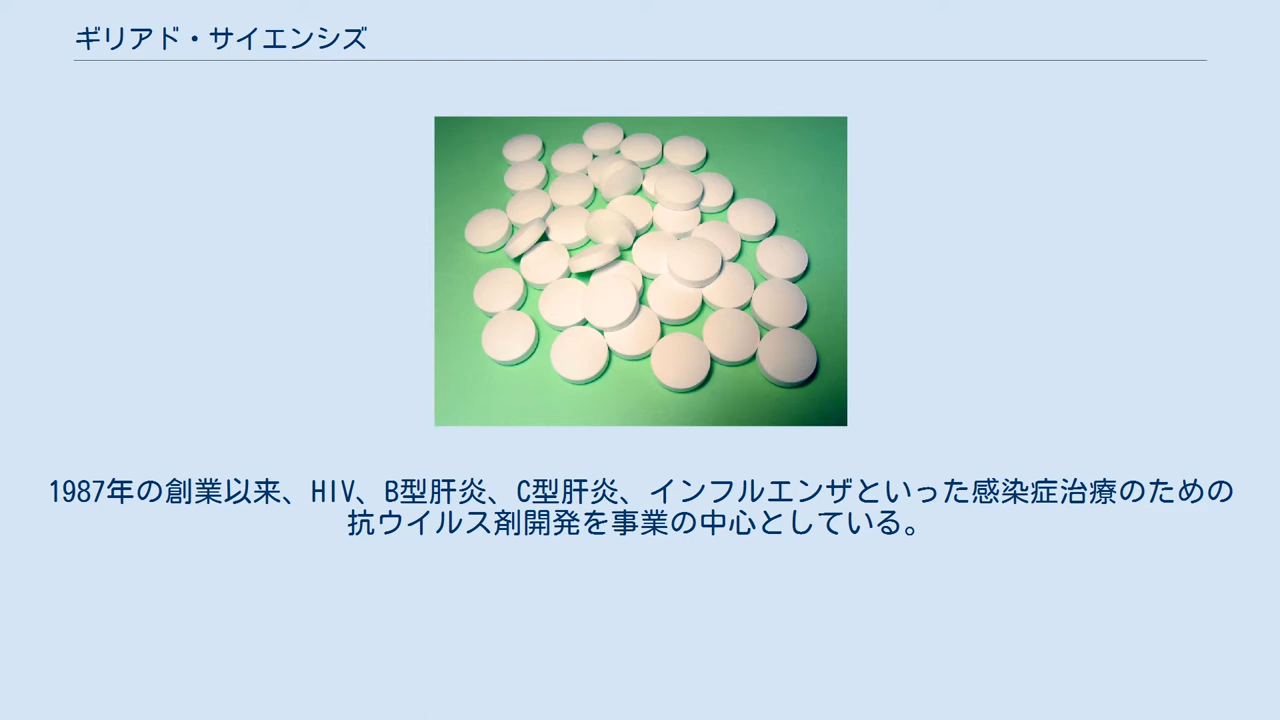 ギリアド・サイエンシズ
1987年の創業以来、HIV、B型肝炎、C型肝炎、インフルエンザといった感染症治療のための
抗ウイルス剤開発を事業の中心としている。